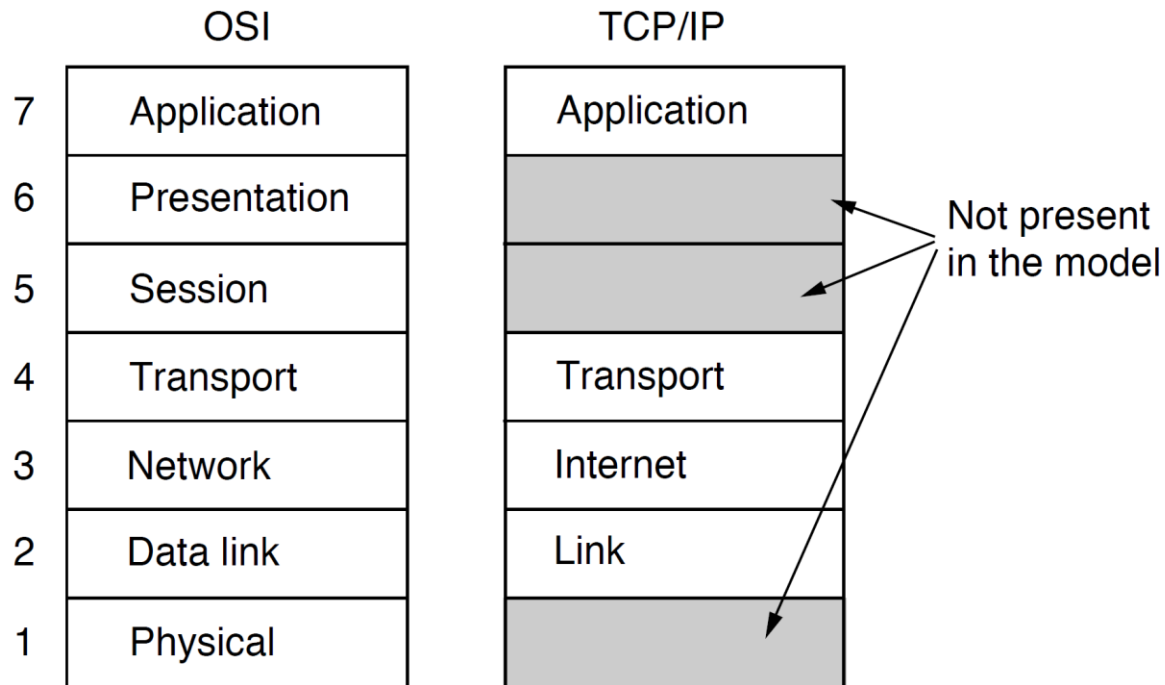 OSI
TCP/IP
7
Application
Application
6
Presentation
Not present
in the model
5
Session
4
Transport
Transport
3
Network
Internet
2
Data link
Link
1
Physical